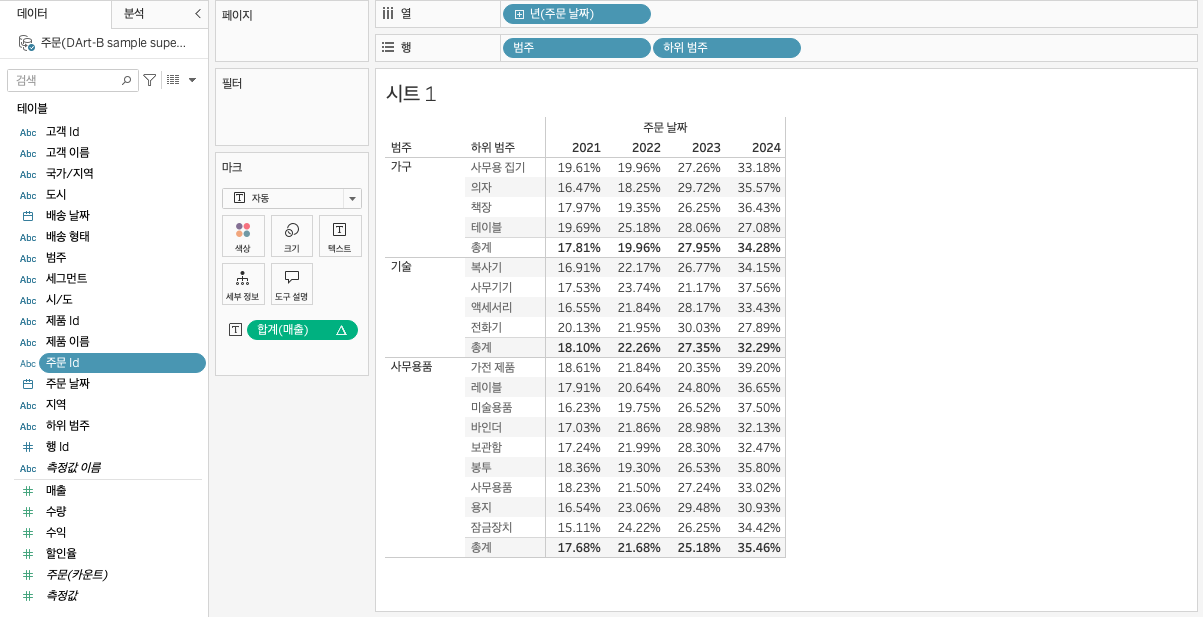 데이터
분석
주문(DArt-B sample supe...
검색
테이블
Abc 고객 Id
Abc 고객 이름
Abc 국가/지역
Abc 도시
배송 날짜
Abc 배송 형태
Abc 범주
Abc 세그먼트
Abc 시/도
Abc 제품 Id
Abc 제품 이름
Abc 주문 Id
주문 날짜
Abc 지역
Abc 하위 범주
# 행 Id
Abc 측정값 이름
# 매출
# 수량
# 수익
# 할인율
# 주문(카운트)
# 측정값
페이지
필터
마크
T 자동
색상 크기 T 텍스트
세부 정보 도구 설명
T 합계(매출) △
열 년(주문 날짜)
행 범주 하위 범주
시트 1
주문 날짜
범주 하위 범주 2021 2022 2023 2024
가구 사무용 집기 19.61% 19.96% 27.26% 33.18%
의자 16.47% 18.25% 29.72% 35.57%
책장 17.97% 19.35% 26.25% 36.43%
테이블 19.69% 25.18% 28.06% 27.08%
총계 17.81% 19.96% 27.95% 34.28%
기술 복사기 16.91% 22.17% 26.77% 34.15%
사무기기 17.53% 23.74% 21.17% 37.56%
액세서리 16.55% 21.84% 28.17% 33.43%
전화기 20.13% 21.95% 30.03% 27.89%
총계 18.10% 22.26% 27.35% 32.29%
사무용품 가전 제품 18.61% 21.84% 20.35% 39.20%
레이블 17.91% 20.64% 24.80% 36.65%
미술용품 16.23% 19.75% 26.52% 37.50%
바인더 17.03% 21.86% 28.98% 32.13%
보관함 17.24% 21.99% 28.30% 32.47%
봉투 18.36% 19.30% 26.53% 35.80%
사무용품 18.23% 21.50% 27.24% 33.02%
용지 16.54% 23.06% 29.48% 30.93%
잠금장치 15.11% 24.22% 26.25% 34.42%
총계 17.68% 21.68% 25.18% 35.46%